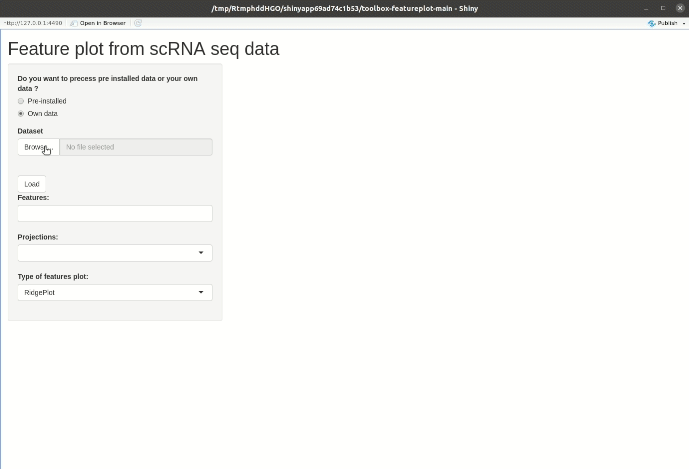 /tmp/RtmphddHGO/shinyapp69ad74c1b53/toolbox-featureplot-main - Shiny
http://127.0.0.1:4490
Open in Browser
Publish
Feature plot from scRNA seq data
Do you want to precess pre installed data or your own
data ?
Pre-installed
Own data
Dataset
Browse...
No file selected
Load
Features:
Projections:
Type of features plot:
RidgePlot